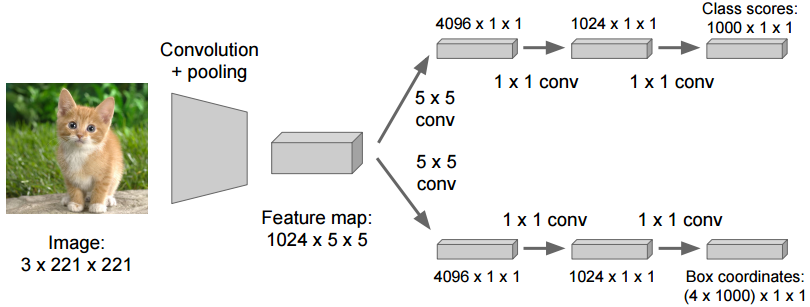 Convolution
+ pooling
Image:
3 x 221 x 221
Feature map:
1024 x 5 x 5
5 x 5
conv
4096 x 1 x 1
1 x 1 conv
1024 x 1 x 1
1 x 1 conv
Class scores:
1000 x 1 x 1
5 x 5
conv
4096 x 1 x 1
1 x 1 conv
1024 x 1 x 1
1 x 1 conv
Box coordinates:
(4 x 1000) x 1 x 1